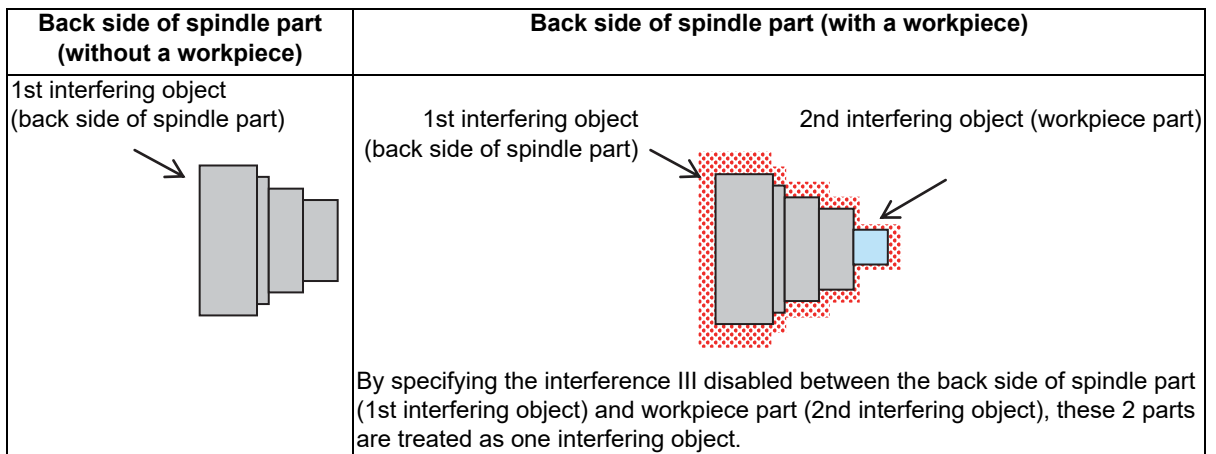 Back side of spindle part
(without a workpiece)
Back side of spindle part (with a workpiece)
1st interfering object
(back side of spindle part)
1st interfering object
(back side of spindle part)
2nd interfering object (workpiece part)
By specifying the interference III disabled between the back side of spindle part
(1st interfering object) and workpiece part (2nd interfering object), these 2 parts
are treated as one interfering object.